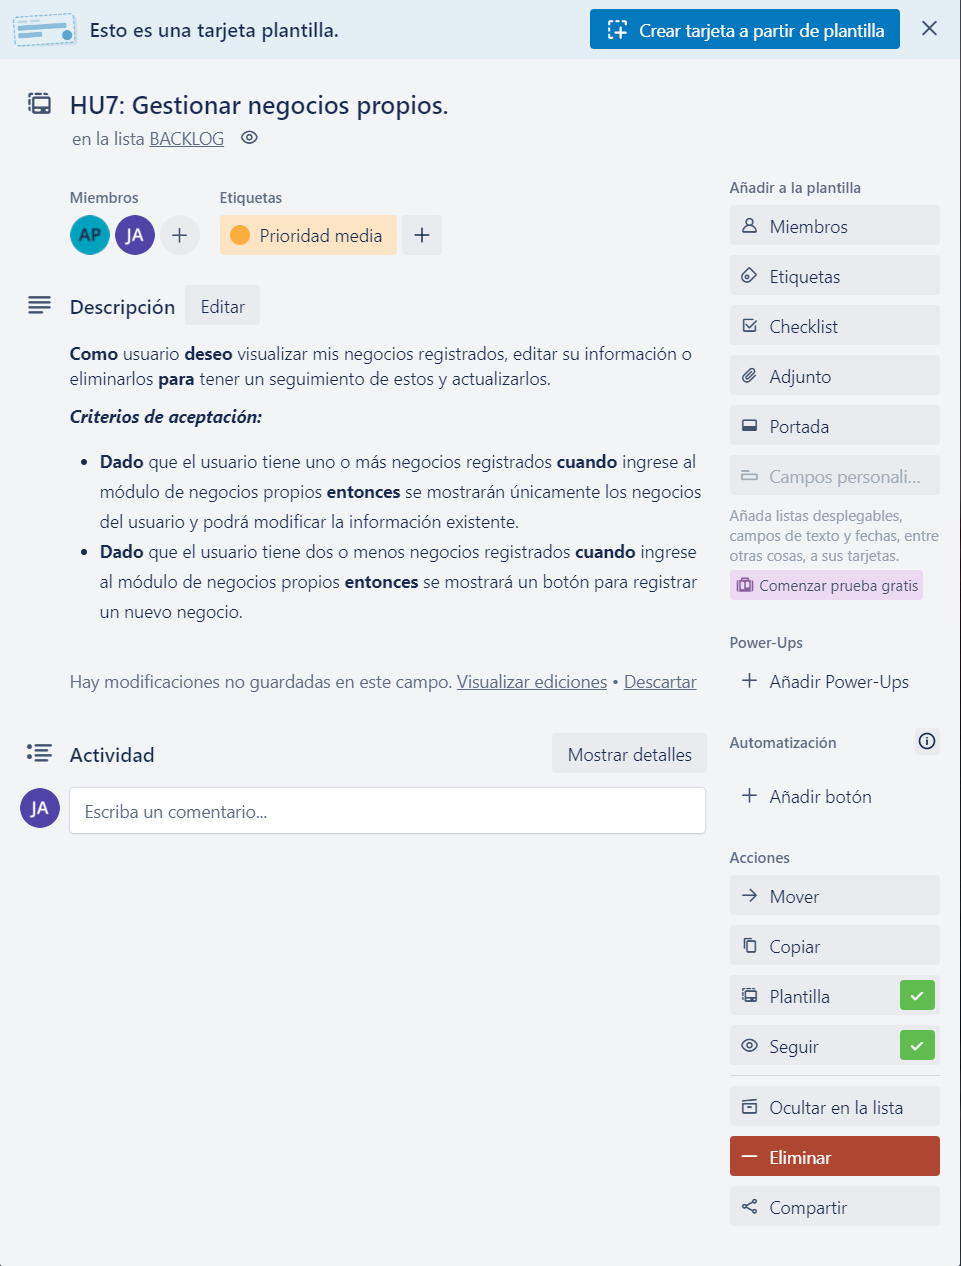 Esto es una tarjeta plantilla.
Crear tarjeta a partir de plantilla
HU7: Gestionar negocios propios.
en la lista BACKLOG
Miembros
Etiquetas
AP
JA
Prioridad media
Descripción
Editar
Como usuario deseo visualizar mis negocios registrados, editar su información o
eliminarlos para tener un seguimiento de estos y actualizarlos.
Criterios de aceptación:
• Dado que el usuario tiene uno o más negocios registrados cuando ingrese al
módulo de negocios propios entonces se mostrarán únicamente los negocios
del usuario y podrá modificar la información existente.
• Dado que el usuario tiene dos o menos negocios registrados cuando ingrese
al módulo de negocios propios entonces se mostrará un botón para registrar
un nuevo negocio.
Hay modificaciones no guardadas en este campo. Visualizar ediciones • Descartar
Actividad
Mostrar detalles
JA
Escriba un comentario...
Añadir a la plantilla
Miembros
Etiquetas
Checklist
Adjunto
Portada
Campos personali...
Añada listas desplegables,
campos de texto y fechas, entre
otras cosas, a sus tarjetas.
Comenzar prueba gratis
Power-Ups
Añadir Power-Ups
Automatización
Añadir botón
Acciones
Mover
Copiar
Plantilla
Seguir
Ocultar en la lista
Eliminar
Compartir